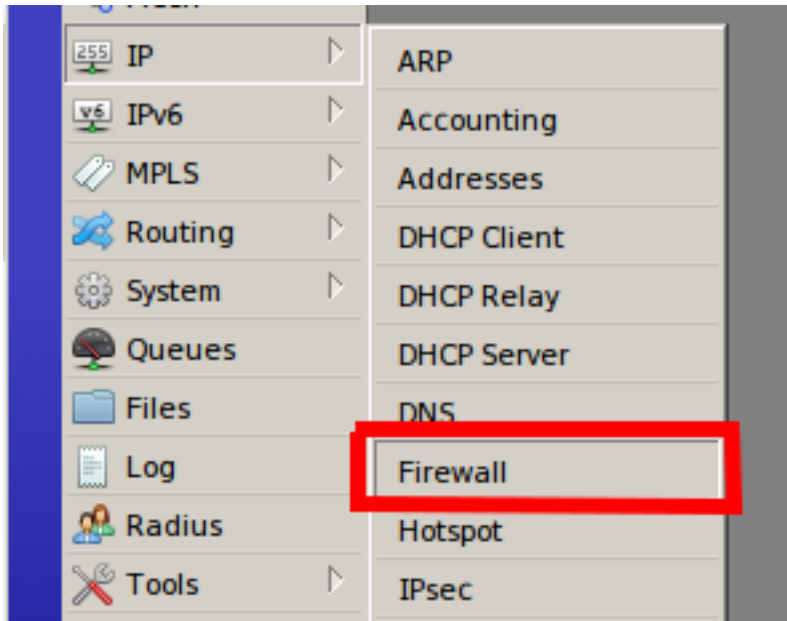 IP
IPv6
MPLS
Routing
System
Queues
Files
Log
Radius
Tools
ARP
Accounting
Addresses
DHCP Client
DHCP Relay
DHCP Server
DNS
Firewall
Hotspot
IPsec
255
v6